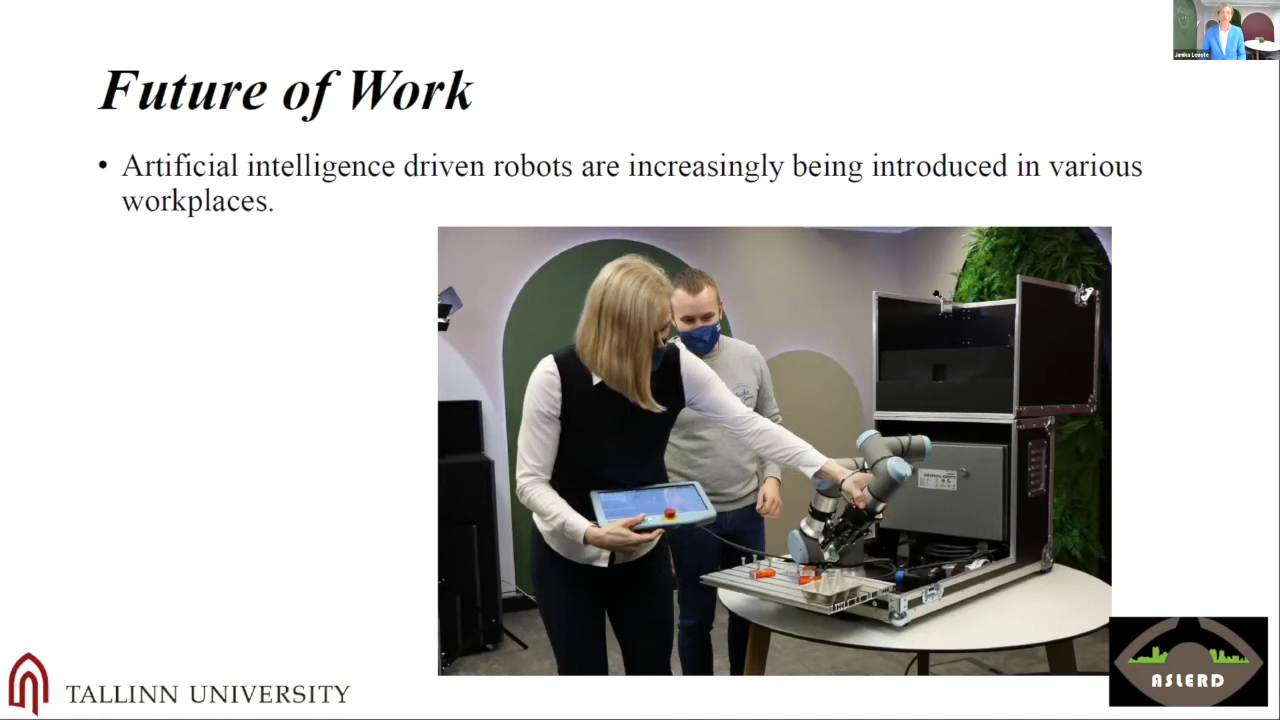 Future of Work
• Artificial intelligence driven robots are increasingly being introduced in various
workplaces.
TALLINN UNIVERSITY
ASLERD